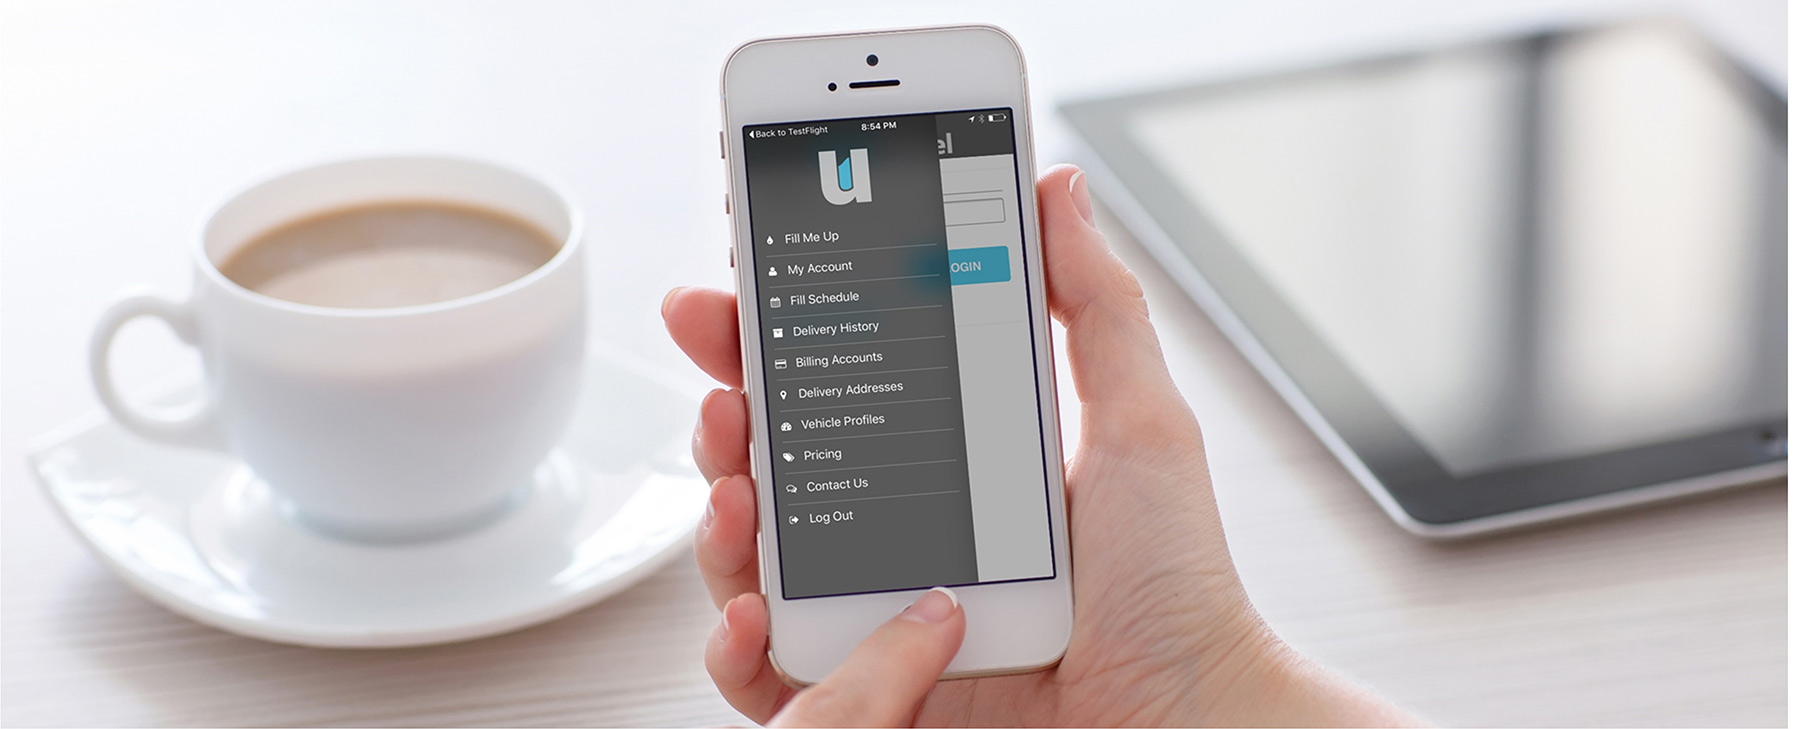 Back to TestFlight 8:54 PM
u
el
Fill Me Up
My Account
OGIN
Fill Schedule
Delivery History
Billing Accounts
Delivery Addresses
Vehicle Profiles
Pricing
Contact Us
Log Out